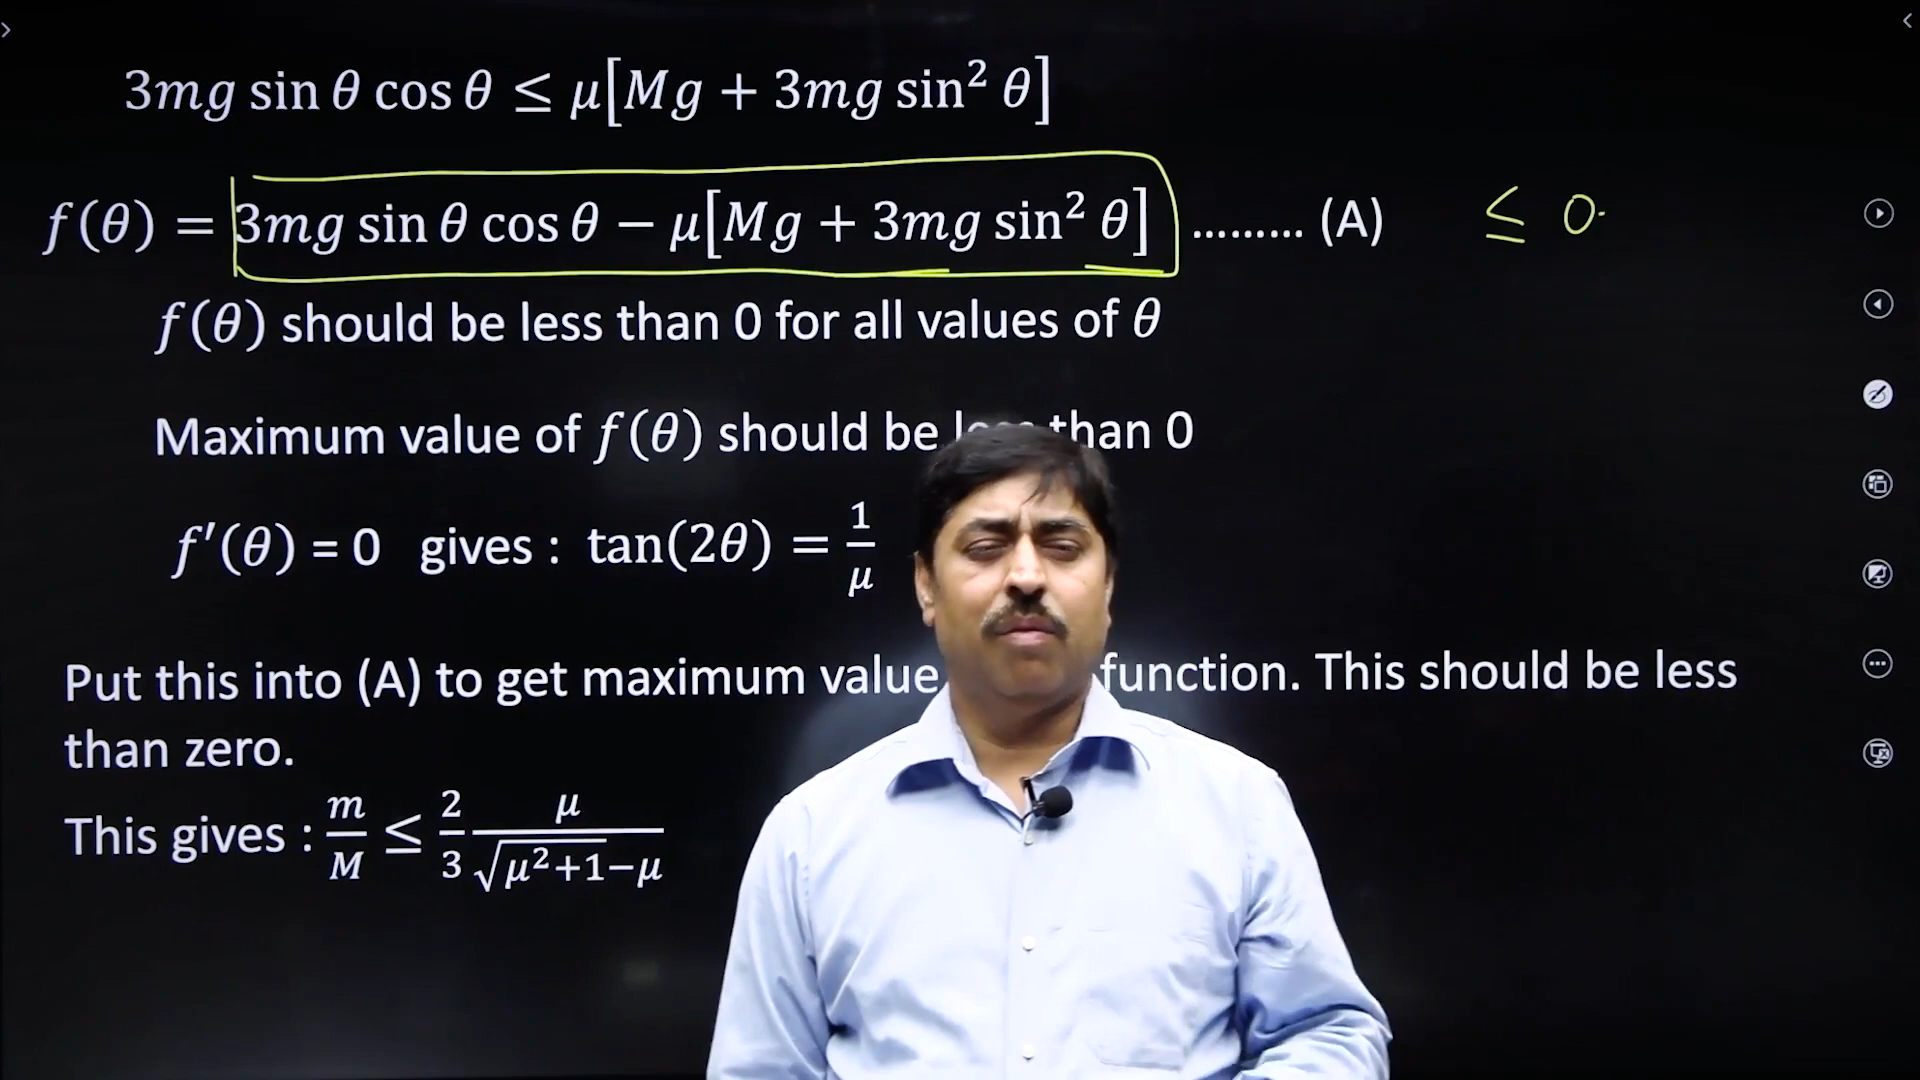 3mg sin θ cos θ ≤ μ[Mg + 3mg sin² θ]
f(θ) = 3mg sin θ cos θ − μ[Mg + 3mg sin² θ] ......... (A) ≤ 0.
f(θ) should be less than 0 for all values of θ
Maximum value of f(θ) should be than 0
f′(θ) = 0 gives : tan(2θ) = 1/μ
Put this into (A) to get maximum value function. This should be less
than zero.
This gives : m/M ≤ 2/3 μ/(√(μ²+1)−μ)